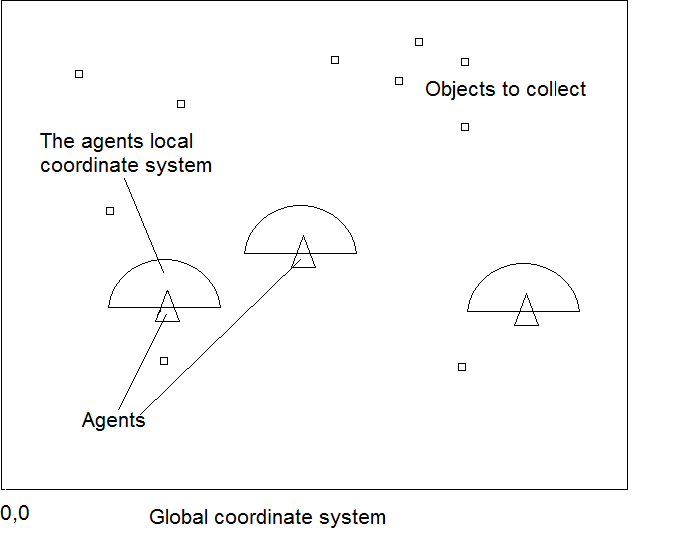 Objects to collect
The agents local
coordinate system
Agents
0,0
Global coordinate system